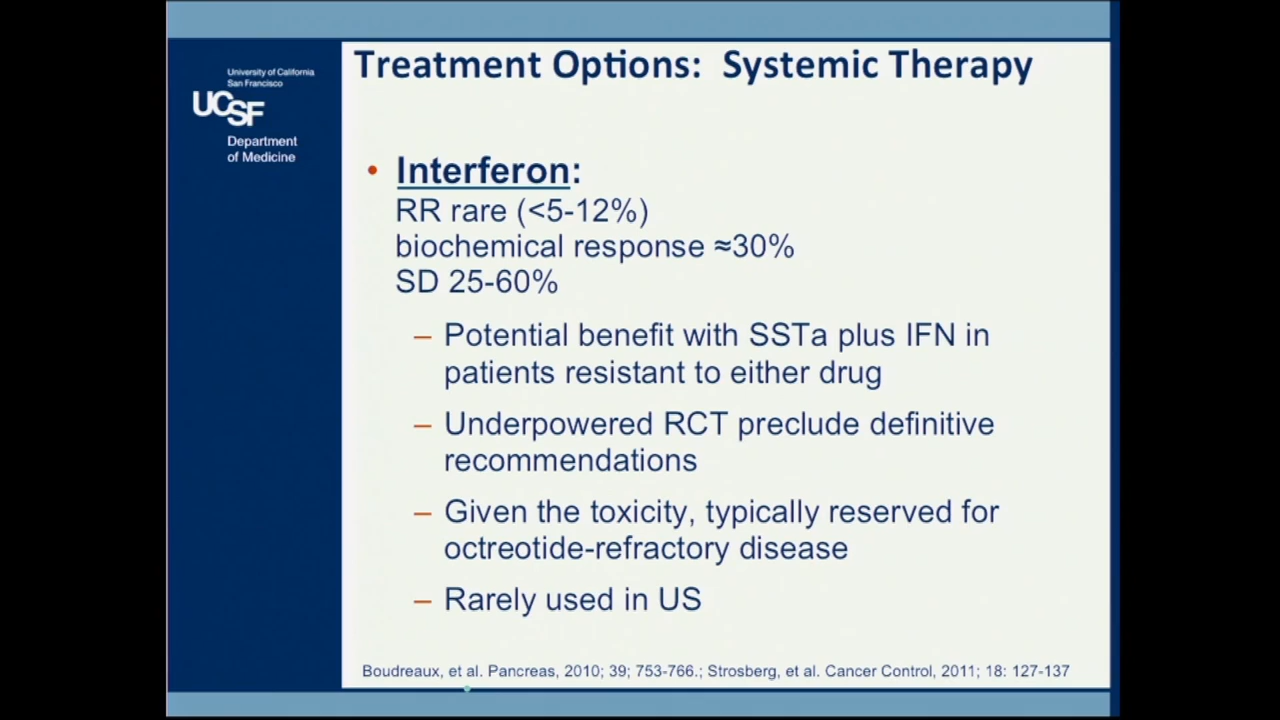 University of California
San Francisco
UCSF
Department
of Medicine
Treatment Options: Systemic Therapy
• Interferon:
RR rare (<5-12%)
biochemical response ≈30%
SD 25-60%
– Potential benefit with SSTa plus IFN in
patients resistant to either drug
– Underpowered RCT preclude definitive
recommendations
– Given the toxicity, typically reserved for
octreotide-refractory disease
– Rarely used in US
Boudreaux, et al. Pancreas, 2010; 39; 753-766.; Strosberg, et al. Cancer Control, 2011; 18: 127-137